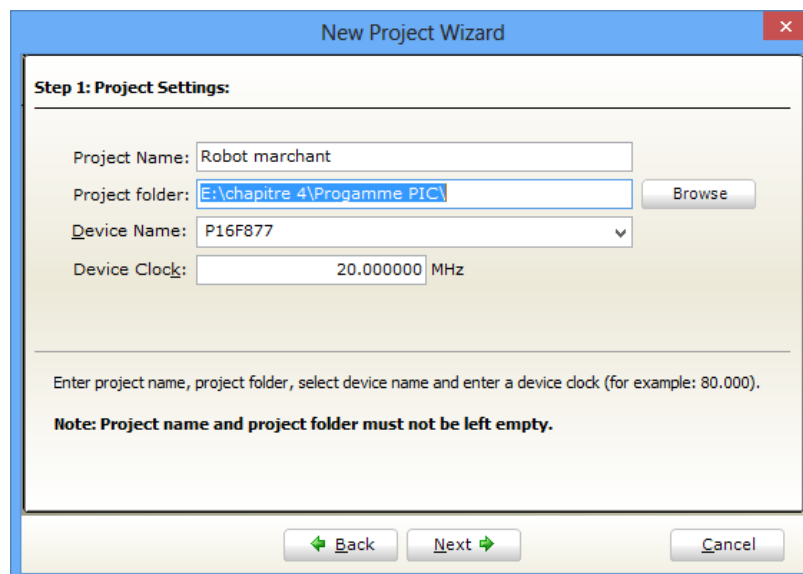 New Project Wizard
Step 1: Project Settings:
Project Name: Robot marchant
Project folder: E:\chapitre 4\Progamme PIC\ Browse
Device Name: P16F877
Device Clock: 20.000000 MHz
Enter project name, project folder, select device name and enter a device clock (for example: 80.000).
Note: Project name and project folder must not be left empty.
Back Next Cancel